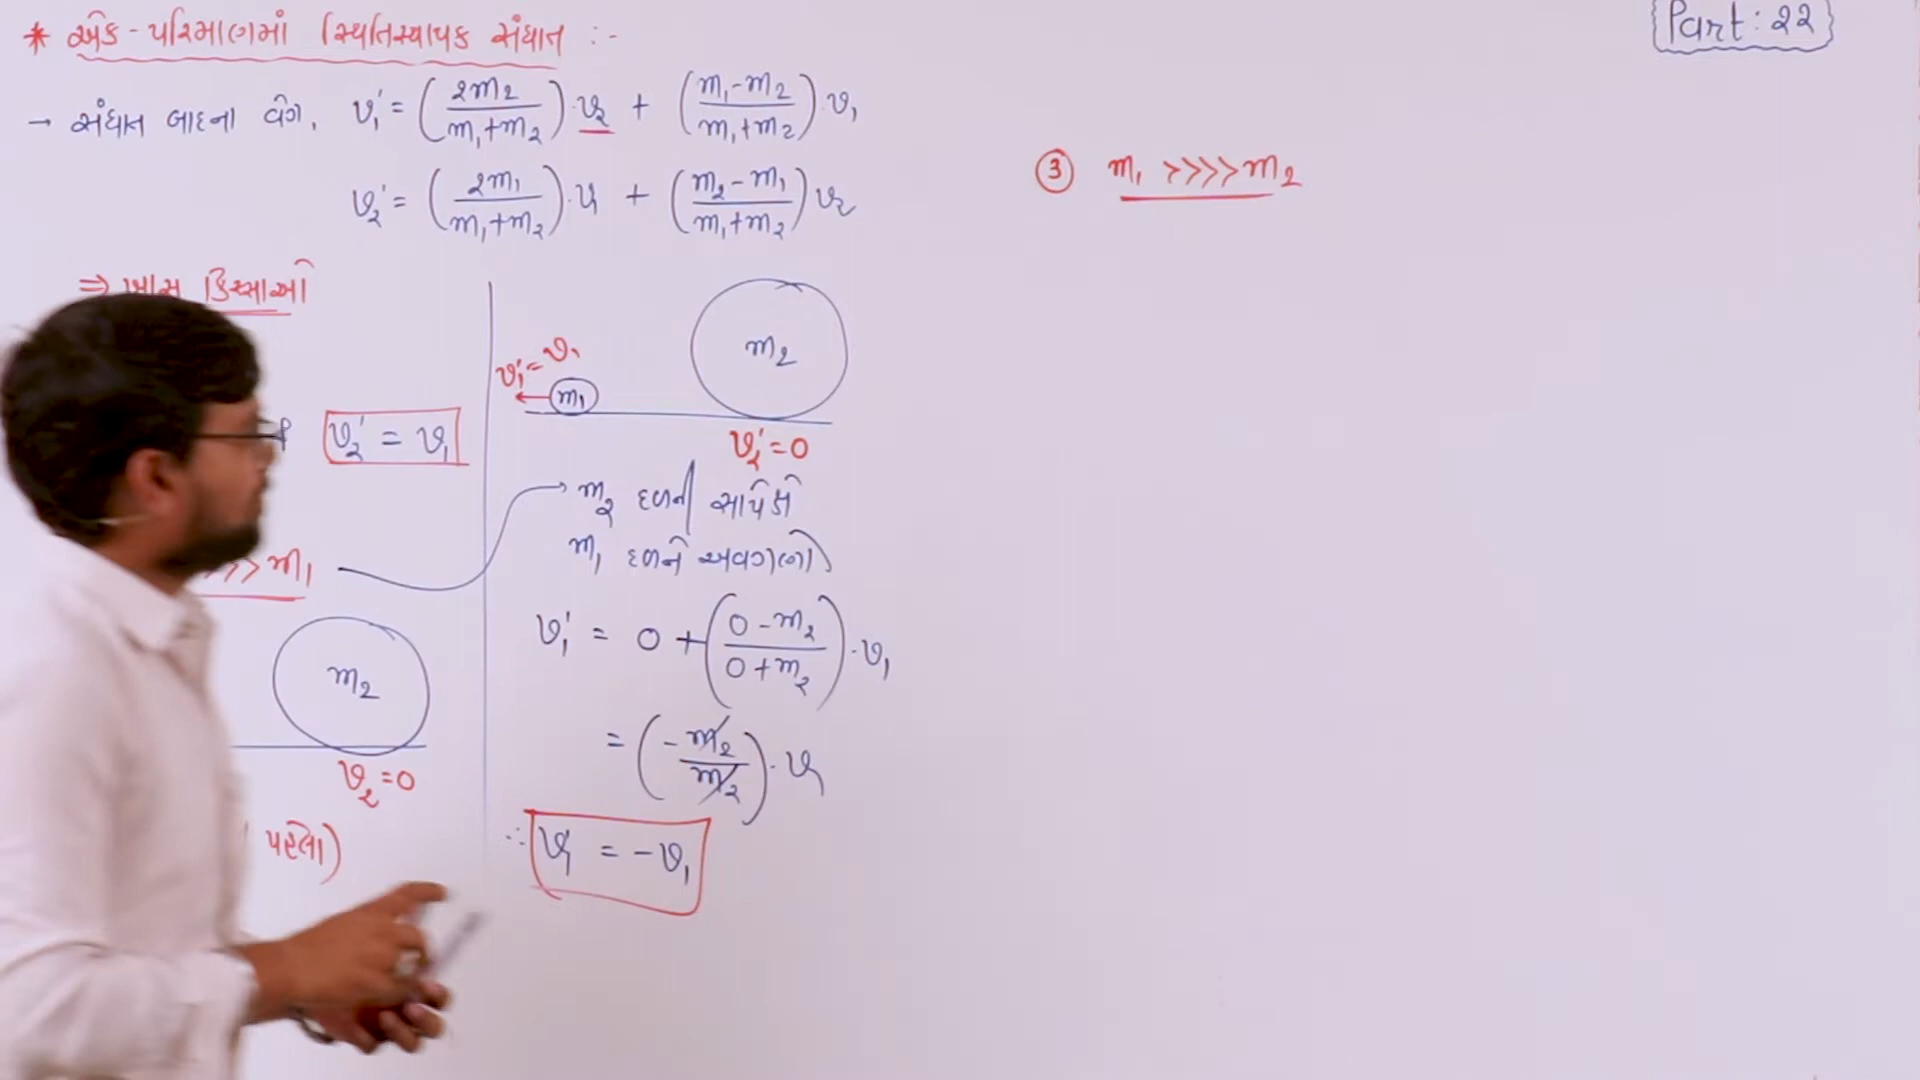 * એક-પરિમાણમાં સ્થિતિસ્થાપક સંઘાત :-
Part: 22
→ સંઘાત બાદના વેગ, v₁' = (2m₂/(m₁+m₂))·v₂ + ((m₁-m₂)/(m₁+m₂))·v₁
v₂' = (2m₁/(m₁+m₂))·v₁ + ((m₂-m₁)/(m₁+m₂)) v₂
⇒ ખાસ કિસ્સાઓ
v₂' = v₁
>>m₁
m₂
v₂=0
પહેલા)
v₁'=v₁
m₁
m₂
v₂'=0
→ m₂ દળની સાપેક્ષે
m₁ દળને અવગણો
v₁' = 0 + ((0-m₂)/(0+m₂))·v₁
= (-m₂/m₂)·v₁
∴ v₁' = -v₁
③ m₁ >>>> m₂